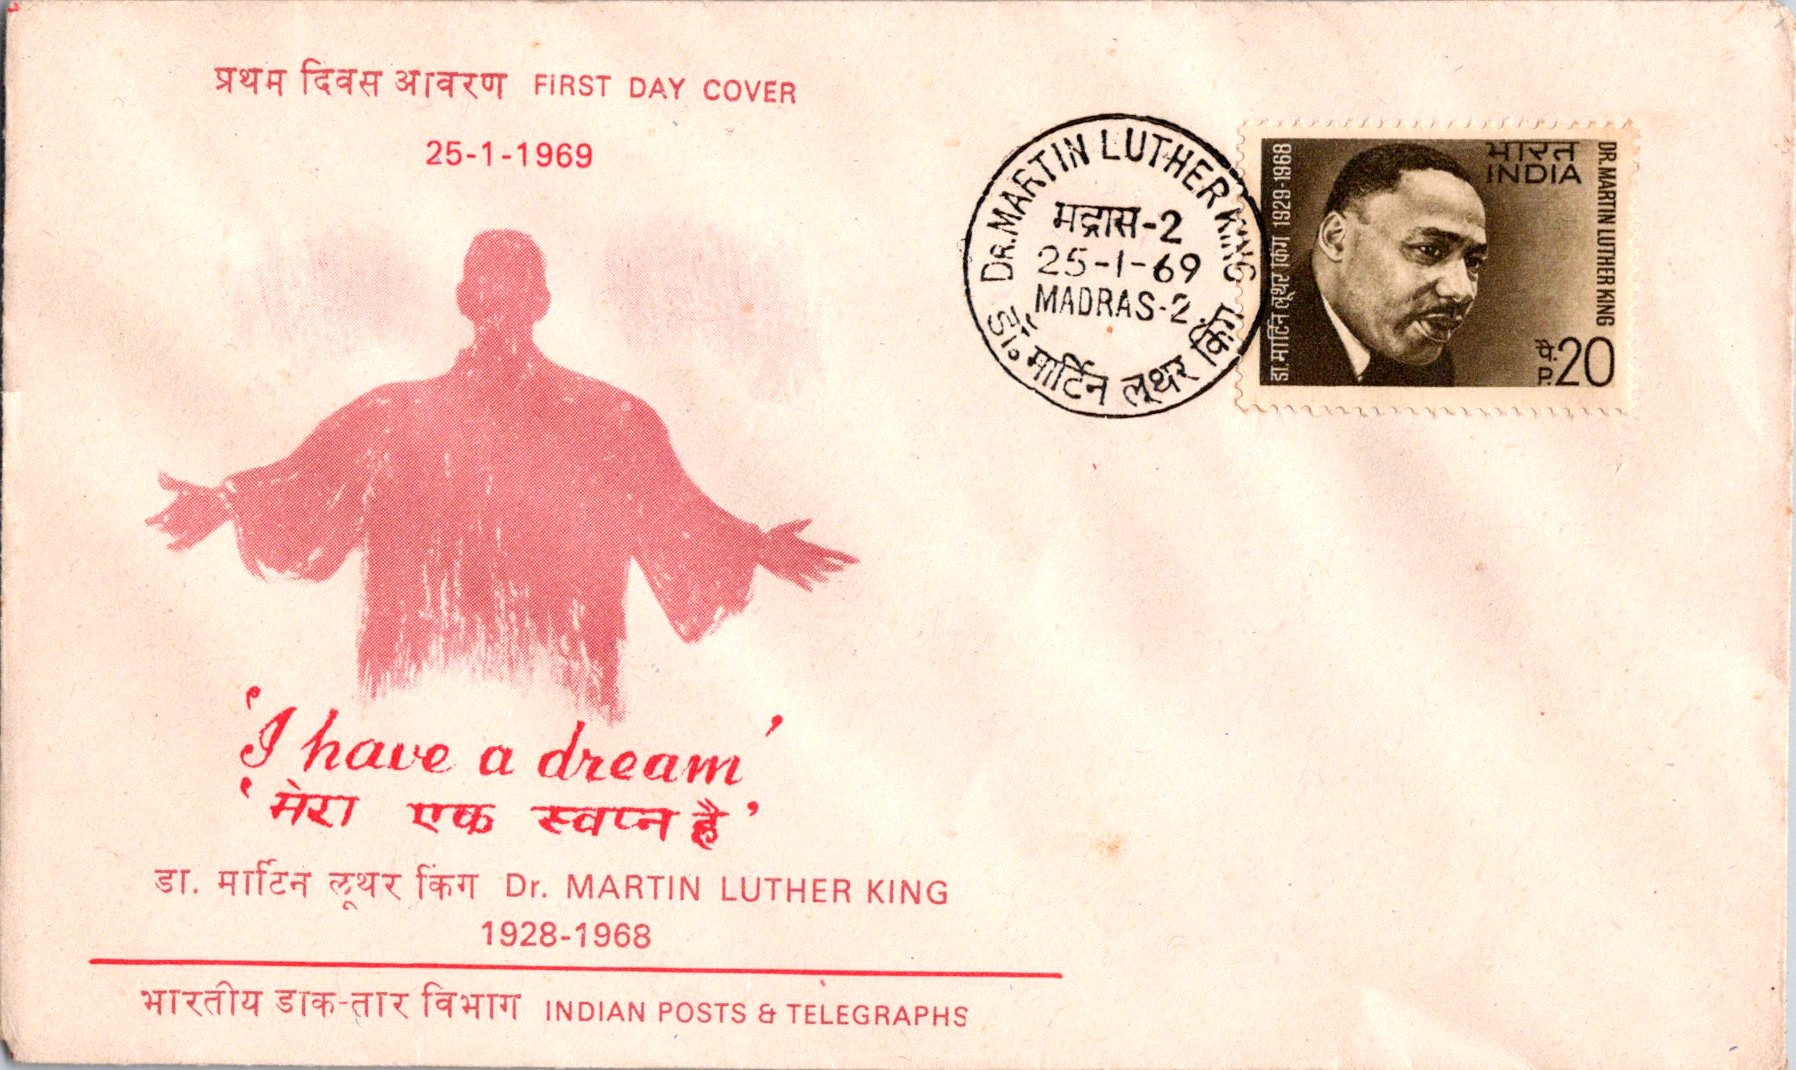 प्रथम दिवस आवरण FIRST DAY COVER
25-1-1969
DR. MARTIN LUTHER KING
मद्रास-2
25-1-69
MADRAS-2
डॉ. मार्टिन लूथर किंग
डा. मार्टिन लूथर किंग 1929-1968
भारत
INDIA
DR. MARTIN LUTHER KING
पै.
P. 20
'I have a dream'
'मेरा एक स्वप्न है'
डा. मार्टिन लूथर किंग Dr. MARTIN LUTHER KING
1928-1968
भारतीय डाक-तार विभाग INDIAN POSTS & TELEGRAPHS